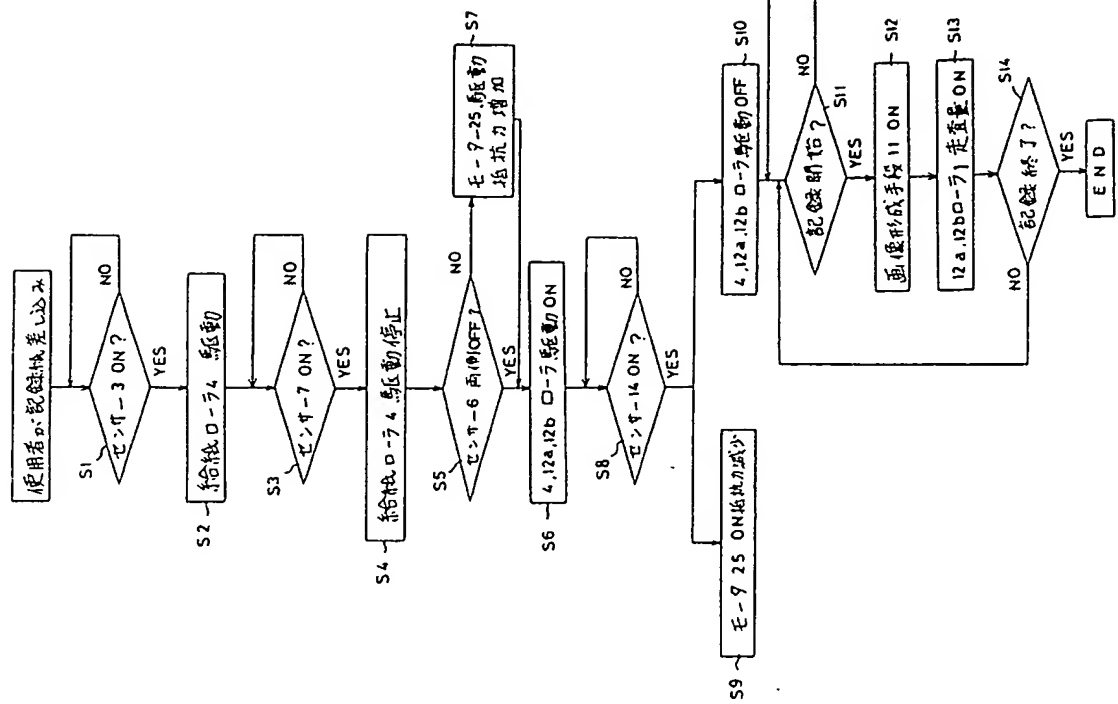 使用者が記録紙差し込み
S1
センサー3 ON?
NO
YES
S2
給紙ローラ4 駆動
S3
センサー7 ON?
NO
YES
S4
給紙ローラ4 駆動停止
S5
センサー6 両側OFF?
NO
YES
S7
モーター25.駆動
抵抗力増加
S6
4,12a,12b ローラ駆動ON
S8
センサー14 ON?
NO
YES
S9
モータ 25 ON抵抗力減少
S10
4,12a,12b ローラ駆動OFF
S11
記録開始?
NO
YES
S12
画像形成手段 11 ON
S13
12a,12bローラ1走査量ON
S14
記録終了?
NO
YES
END